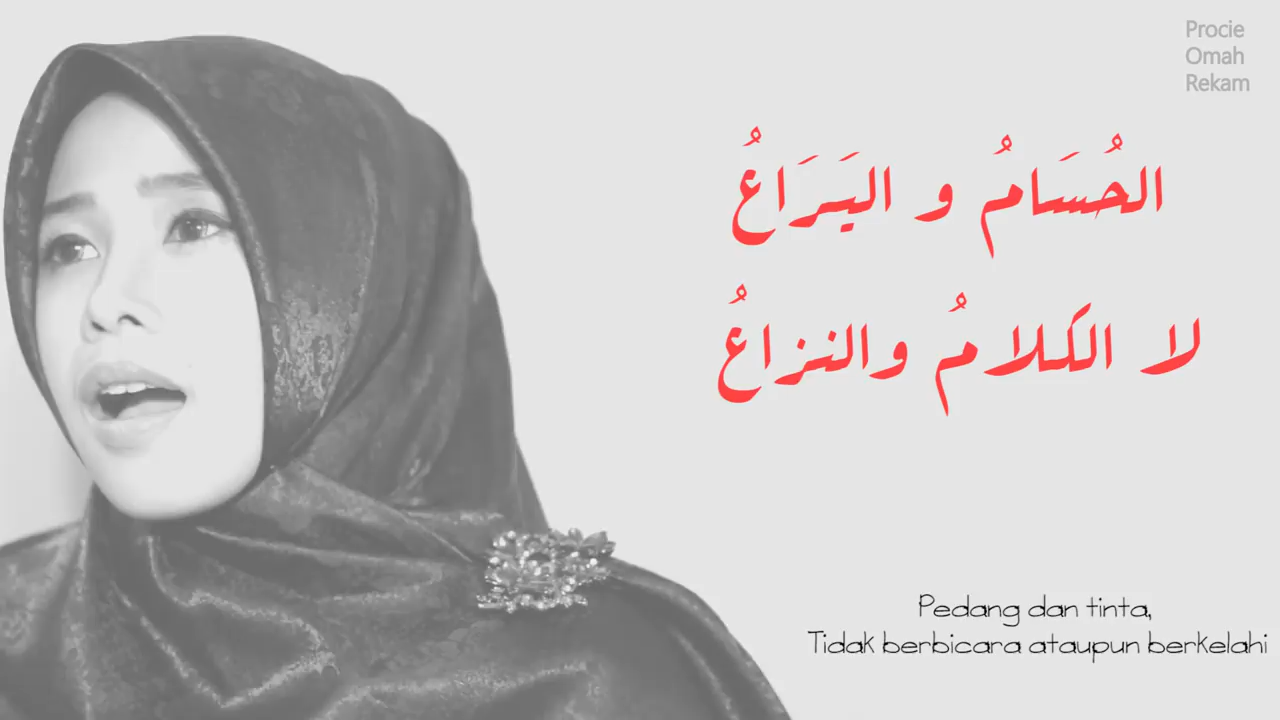 Procie
Omah
Rekam
الحُسَامُ و اليَرَاعُ
لا الكلامُ والنزاعُ
Pedang dan tinta,
Tidak berbicara ataupun berkelahi